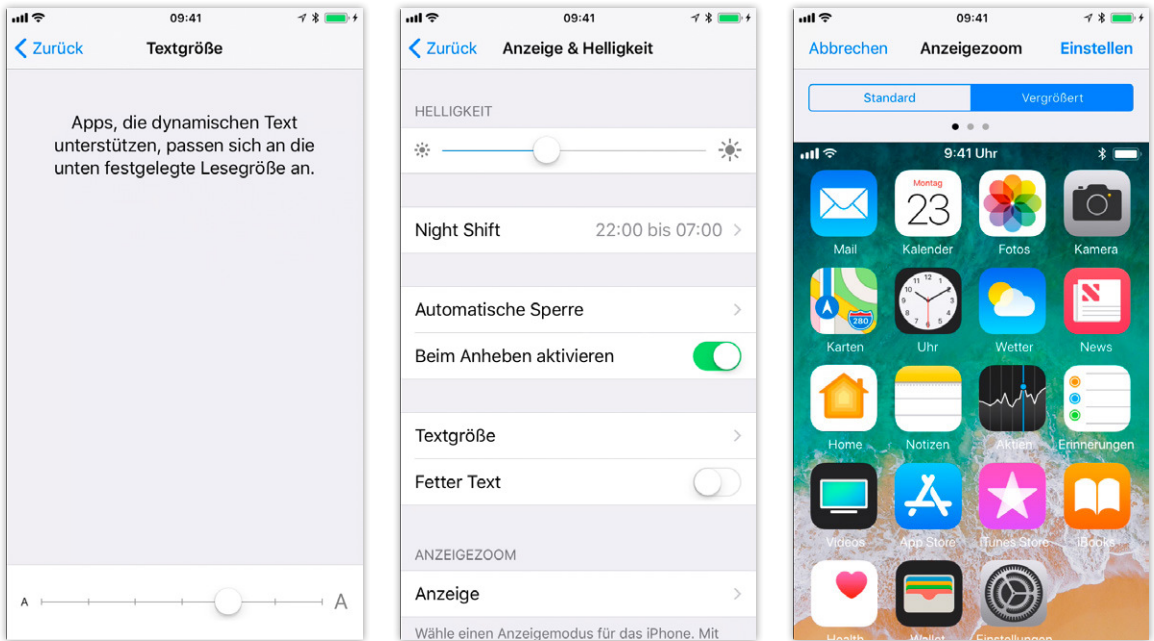 09:41
Zurück
Textgröße
Apps, die dynamischen Text
unterstützen, passen sich an die
unten festgelegte Lesegröße an.
A
A
09:41
Zurück
Anzeige & Helligkeit
HELLIGKEIT
Night Shift
22:00 bis 07:00
Automatische Sperre
Beim Anheben aktivieren
Textgröße
Fetter Text
ANZEIGEZOOM
Anzeige
Wähle einen Anzeigemodus für das iPhone. Mit
09:41
Abbrechen
Anzeigezoom
Einstellen
Standard
Vergrößert
9:41 Uhr
Montag
23
280
12
Mail
Kalender
Fotos
Kamera
Karten
Uhr
Wetter
News
Home
Notizen
Aktien
Erinnerungen
Videos
App Store
iTunes Store
iBooks
Health
Wallet
Einstellungen